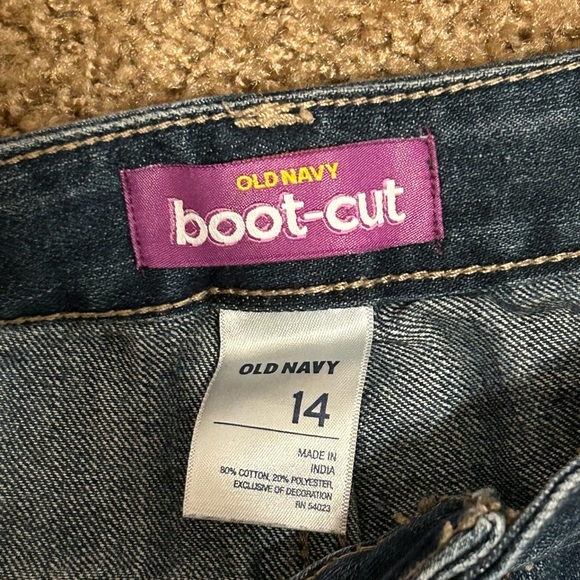 OLD NAVY
boot-cut
OLD NAVY
14
MADE IN
INDIA
80% COTTON, 20% POLYESTER,
EXCLUSIVE OF DECORATION
RN 54023